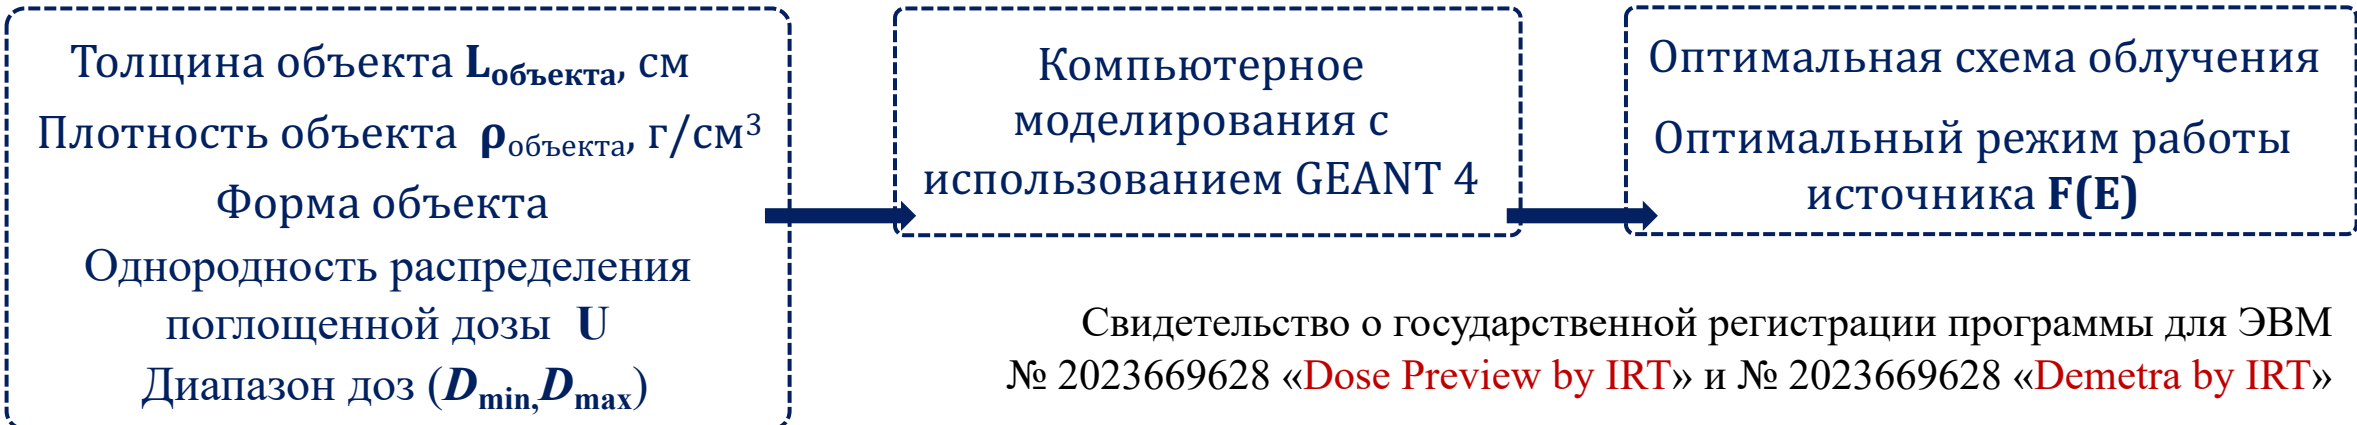 Толщина объекта Lобъекта, см
Плотность объекта ρобъекта, г/см³
Форма объекта
Однородность распределения
поглощенной дозы U
Диапазон доз (Dmin,Dmax)
Компьютерное
моделирования с
использованием GEANT 4
Оптимальная схема облучения
Оптимальный режим работы
источника F(E)
Свидетельство о государственной регистрации программы для ЭВМ
№ 2023669628 «Dose Preview by IRT» и № 2023669628 «Demetra by IRT»